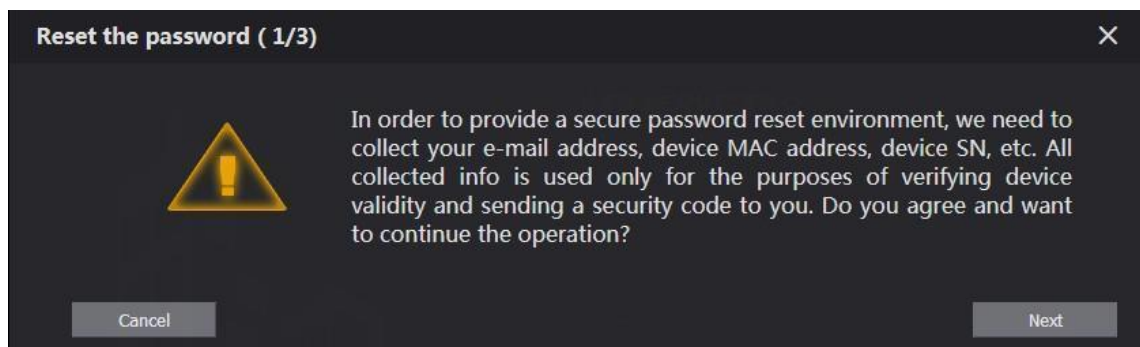 Reset the password ( 1/3)
In order to provide a secure password reset environment, we need to
collect your e-mail address, device MAC address, device SN, etc. All
collected info is used only for the purposes of verifying device
validity and sending a security code to you. Do you agree and want
to continue the operation?
Cancel
Next